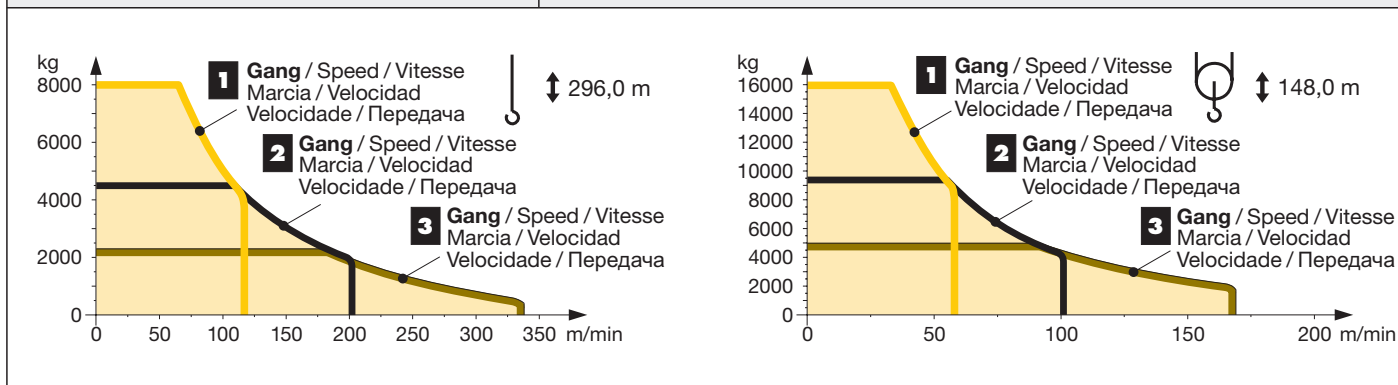 kg
8000
6000
4000
2000
0
0 50 100 150 200 250 300 350 m/min
1 Gang / Speed / Vitesse
Marcia / Velocidad
Velocidade / Передача
2 Gang / Speed / Vitesse
Marcia / Velocidad
Velocidade / Передача
3 Gang / Speed / Vitesse
Marcia / Velocidad
Velocidade / Передача
296,0 m
kg
16000
14000
12000
10000
8000
6000
4000
2000
0
0 50 100 150 200 m/min
1 Gang / Speed / Vitesse
Marcia / Velocidad
Velocidade / Передача
2 Gang / Speed / Vitesse
Marcia / Velocidad
Velocidade / Передача
3 Gang / Speed / Vitesse
Marcia / Velocidad
Velocidade / Передача
148,0 m